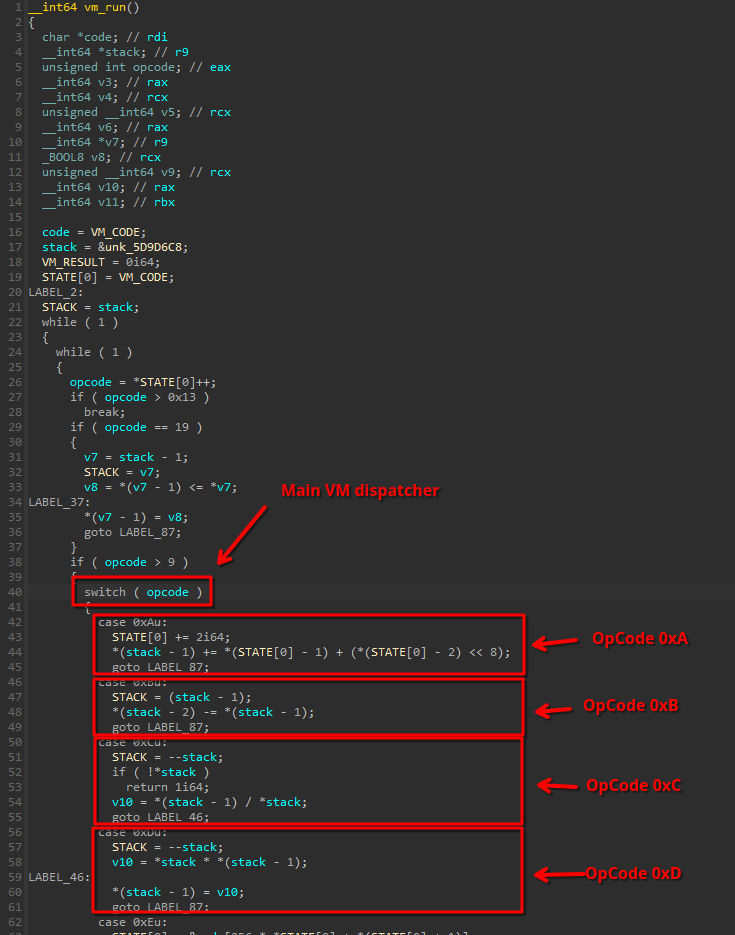 1 __int64 vm_run()
2 {
3 char *code; // rdi
4 __int64 *stack; // r9
5 unsigned int opcode; // eax
6 __int64 v3; // rax
7 __int64 v4; // rcx
8 unsigned __int64 v5; // rcx
9 __int64 v6; // rax
10 __int64 *v7; // r9
11 _BOOL8 v8; // rcx
12 unsigned __int64 v9; // rcx
13 __int64 v10; // rax
14 __int64 v11; // rbx
15
16 code = VM_CODE;
17 stack = &unk_5D9D6C8;
18 VM_RESULT = 0i64;
19 STATE[0] = VM_CODE;
20 LABEL_2:
21 STACK = stack;
22 while ( 1 )
23 {
24 while ( 1 )
25 {
26 opcode = *STATE[0]++;
27 if ( opcode > 0x13 )
28 break;
29 if ( opcode == 19 )
30 {
31 v7 = stack - 1;
32 STACK = v7;
33 v8 = *(v7 - 1) <= *v7;
Main VM dispatcher
34 LABEL_37:
35 *(v7 - 1) = v8;
36 goto LABEL_87;
37 }
38 if ( opcode > 9 )
39 {
40 switch ( opcode )
41 {
42 case 0xAu:
43 STATE[0] += 2i64;
OpCode 0xA
44 *(stack - 1) += *(STATE[0] - 1) + (*(STATE[0] - 2) << 8);
45 goto LABEL_87;
46 case 0xBu:
47 STACK = (stack - 1);
OpCode 0xB
48 *(stack - 2) -= *(stack - 1);
49 goto LABEL_87;
50 case 0xCu:
51 STACK = --stack;
52 if ( !*stack )
53 return 1i64;
OpCode 0xC
54 v10 = *(stack - 1) / *stack;
55 goto LABEL_46;
56 case 0xDu:
57 STACK = --stack;
58 v10 = *stack * *(stack - 1);
59 LABEL_46:
OpCode 0xD
60 *(stack - 1) = v10;
61 goto LABEL_87;
62 case 0xEu: